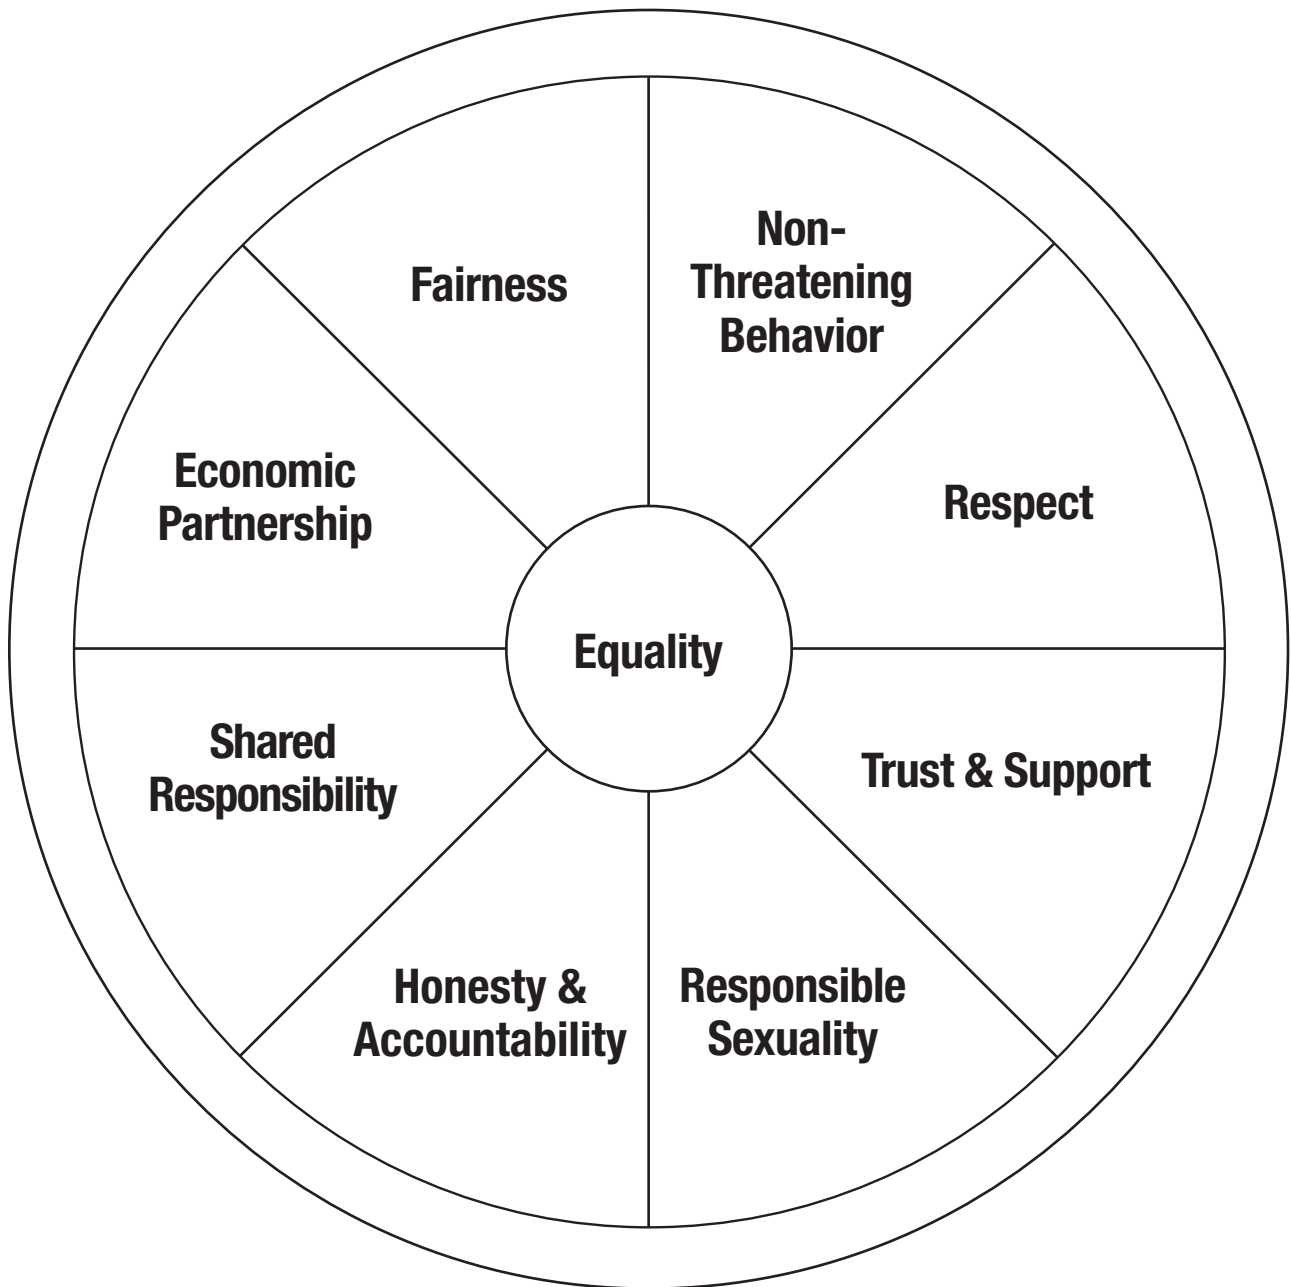 Non-
Threatening
Behavior
Respect
Trust & Support
Responsible
Sexuality
Honesty &
Accountability
Shared
Responsibility
Economic
Partnership
Fairness
Equality